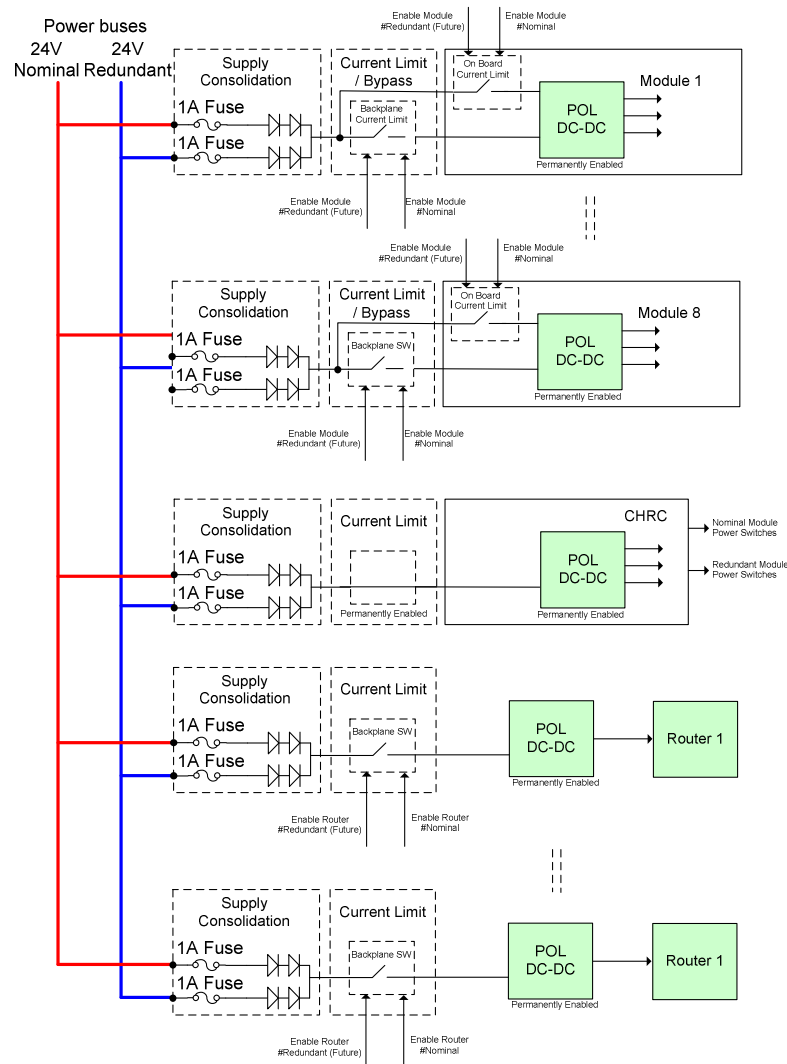 Power buses
24V
Nominal
24V
Redundant
Enable Module
#Redundant (Future)
Enable Module
#Nominal
Supply
Consolidation
1A Fuse
1A Fuse
Current Limit
/ Bypass
Backplane
Current Limit
On Board
Current Limit
POL
DC-DC
Permanently Enabled
Module 1
Enable Module
#Redundant (Future)
Enable Module
#Nominal
Enable Module
#Redundant (Future)
Enable Module
#Nominal
Supply
Consolidation
1A Fuse
1A Fuse
Current Limit
/ Bypass
Backplane SW
On Board
Current Limit
POL
DC-DC
Permanently Enabled
Module 8
Enable Module
#Redundant (Future)
Enable Module
#Nominal
Supply
Consolidation
1A Fuse
1A Fuse
Current Limit
Permanently Enabled
CHRC
POL
DC-DC
Permanently Enabled
Nominal Module
Power Switches
Redundant Module
Power Switches
Supply
Consolidation
1A Fuse
1A Fuse
Current Limit
Backplane SW
POL
DC-DC
Permanently Enabled
Router 1
Enable Router
#Redundant (Future)
Enable Router
#Nominal
Supply
Consolidation
1A Fuse
1A Fuse
Current Limit
Backplane SW
POL
DC-DC
Permanently Enabled
Router 1
Enable Router
#Redundant (Future)
Enable Router
#Nominal